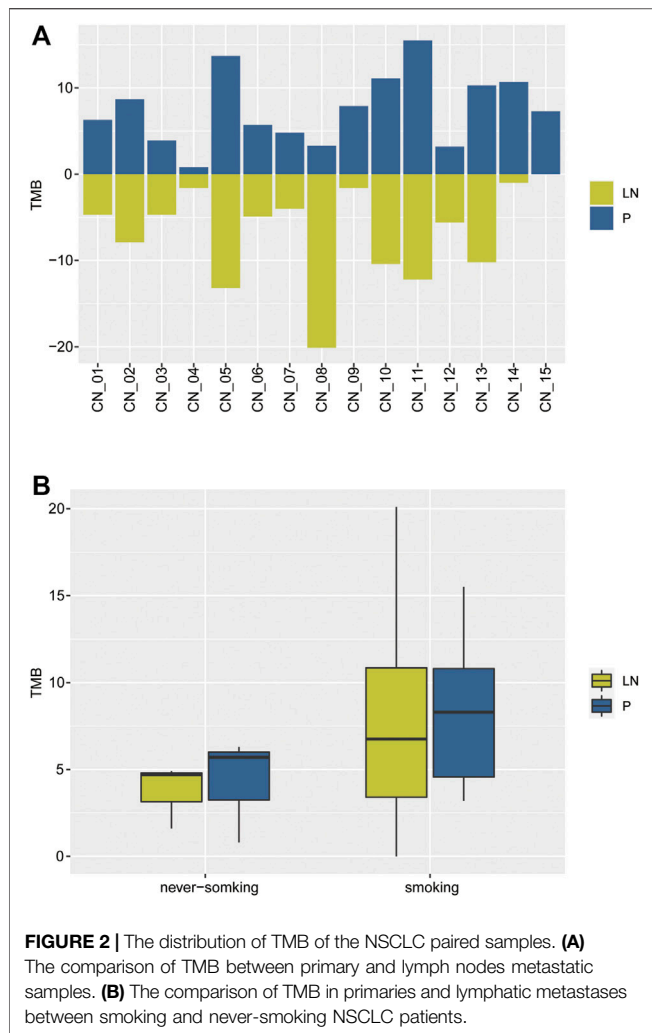 A
10
0
−10
−20
TMB
LN
P
CN_01
CN_02
CN_03
CN_04
CN_05
CN_06
CN_07
CN_08
CN_09
CN_10
CN_11
CN_12
CN_13
CN_14
CN_15
B
20
15
10
5
0
TMB
LN
P
never-somking
smoking
FIGURE 2 | The distribution of TMB of the NSCLC paired samples. (A)
The comparison of TMB between primary and lymph nodes metastatic
samples. (B) The comparison of TMB in primaries and lymphatic metastases
between smoking and never-smoking NSCLC patients.